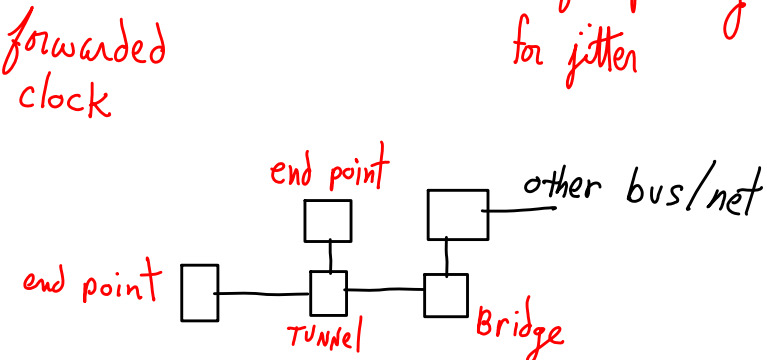 forwarded
clock
for jitter
end point
other bus/net
end point
Tunnel
Bridge